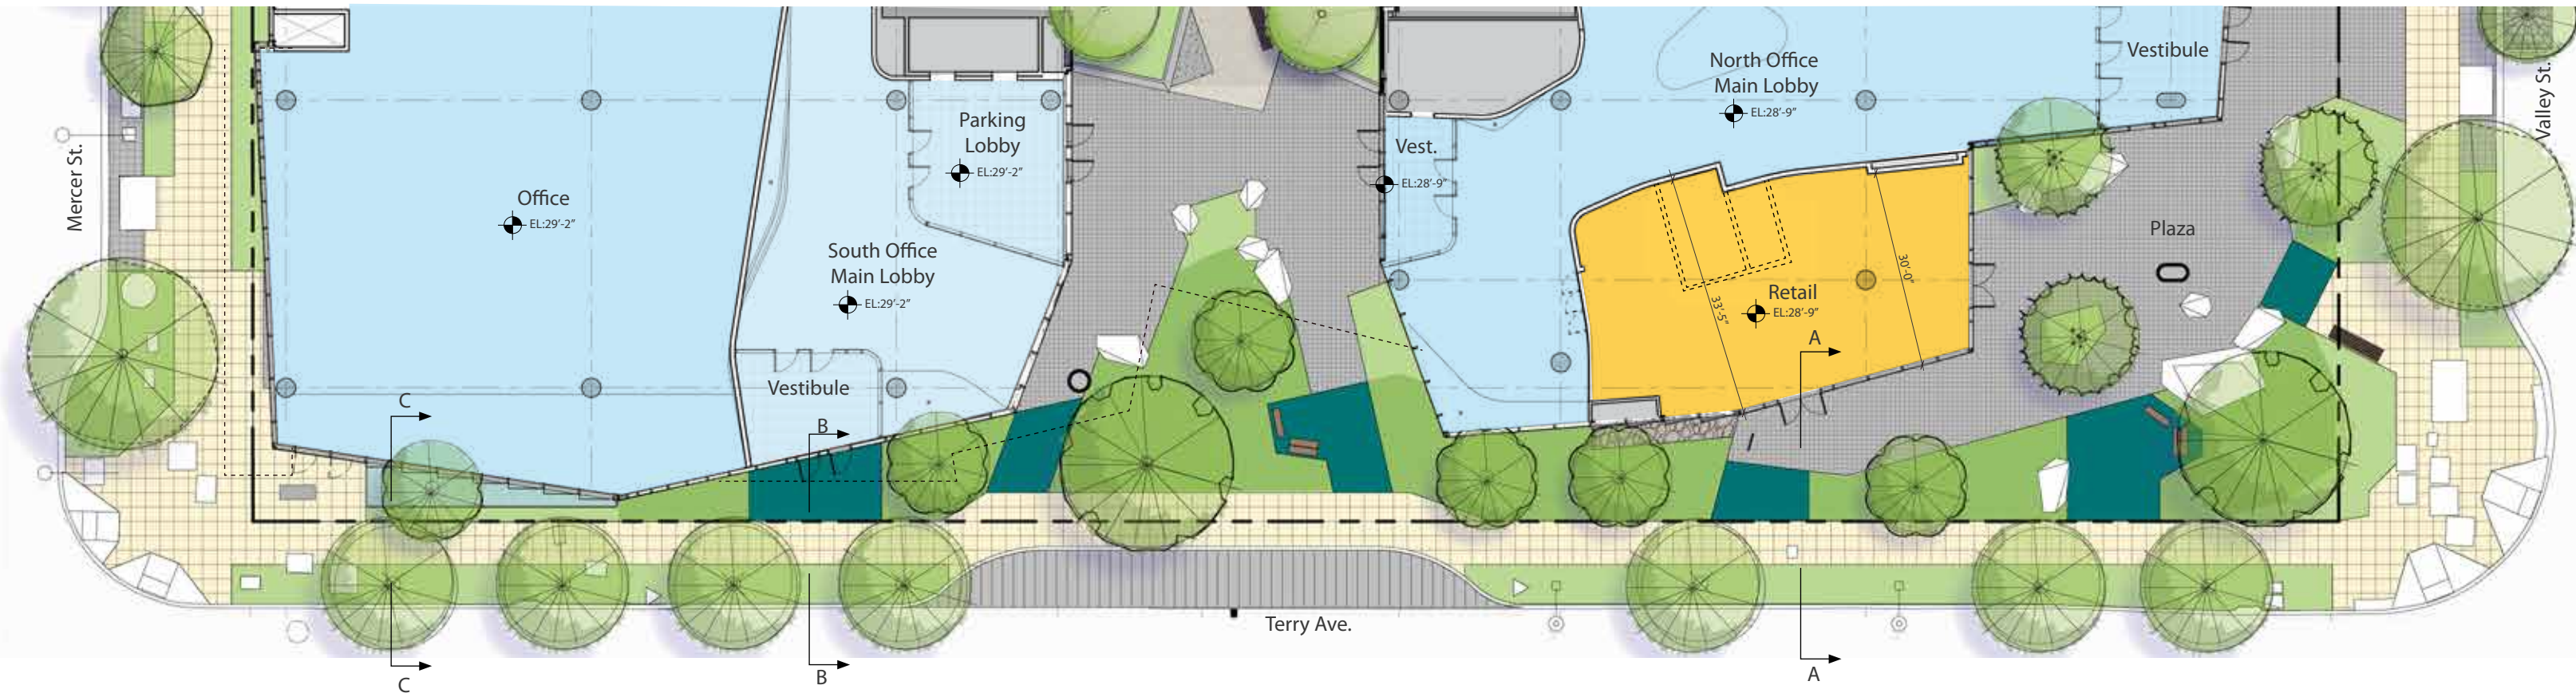 Mercer St.
Office
EL:29'-2"
South Office
Main Lobby
EL:29'-2"
Parking
Lobby
EL:29'-2"
Vestibule
Vest.
EL:28'-9"
North Office
Main Lobby
EL:28'-9"
Vestibule
Retail
EL:28'-9"
33'-5"
30'-0"
Plaza
Valley St.
C
B
A
Terry Ave.
C
B
A